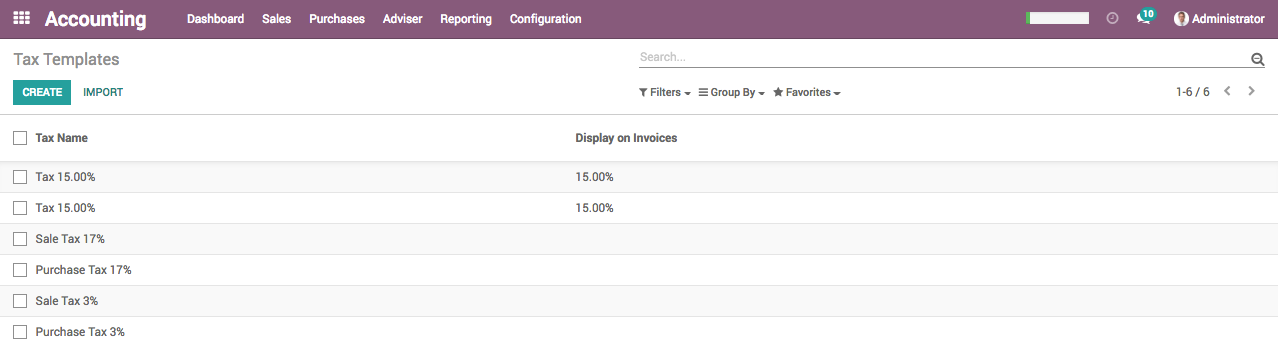 Accounting Dashboard Sales Purchases Adviser Reporting Configuration 10 Administrator
Tax Templates Search...
CREATE IMPORT Filters Group By Favorites 1-6 / 6
Tax Name Display on Invoices
Tax 15.00% 15.00%
Tax 15.00% 15.00%
Sale Tax 17%
Purchase Tax 17%
Sale Tax 3%
Purchase Tax 3%